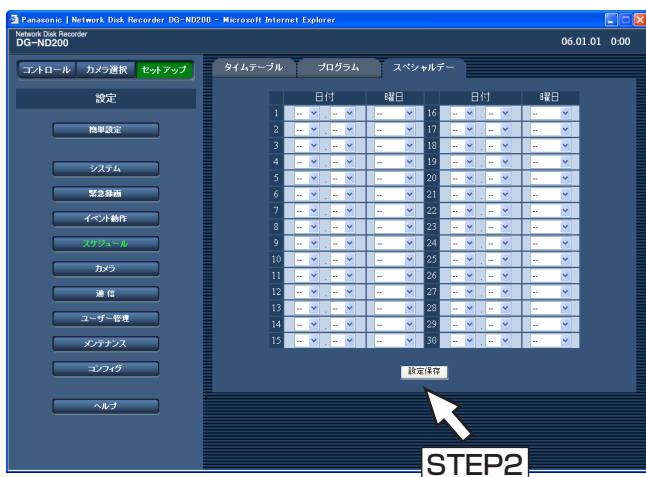 Panasonic | Network Disk Recorder DG-ND200 - Microsoft Internet Explorer
Network Disk Recorder
DG-ND200
06.01.01 0:00
コントロール カメラ選択 セットアップ
タイムテーブル プログラム スペシャルデー
設定
簡単設定
システム
緊急録画
イベント動作
スケジュール
カメラ
通信
ユーザー管理
メンテナンス
コンフィグ
ヘルプ
日付 曜日 日付 曜日
1 -- . -- -- 16 -- . -- --
2 -- . -- -- 17 -- . -- --
3 -- . -- -- 18 -- . -- --
4 -- . -- -- 19 -- . -- --
5 -- . -- -- 20 -- . -- --
6 -- . -- -- 21 -- . -- --
7 -- . -- -- 22 -- . -- --
8 -- . -- -- 23 -- . -- --
9 -- . -- -- 24 -- . -- --
10 -- . -- -- 25 -- . -- --
11 -- . -- -- 26 -- . -- --
12 -- . -- -- 27 -- . -- --
13 -- . -- -- 28 -- . -- --
14 -- . -- -- 29 -- . -- --
15 -- . -- -- 30 -- . -- --
設定保存
STEP2